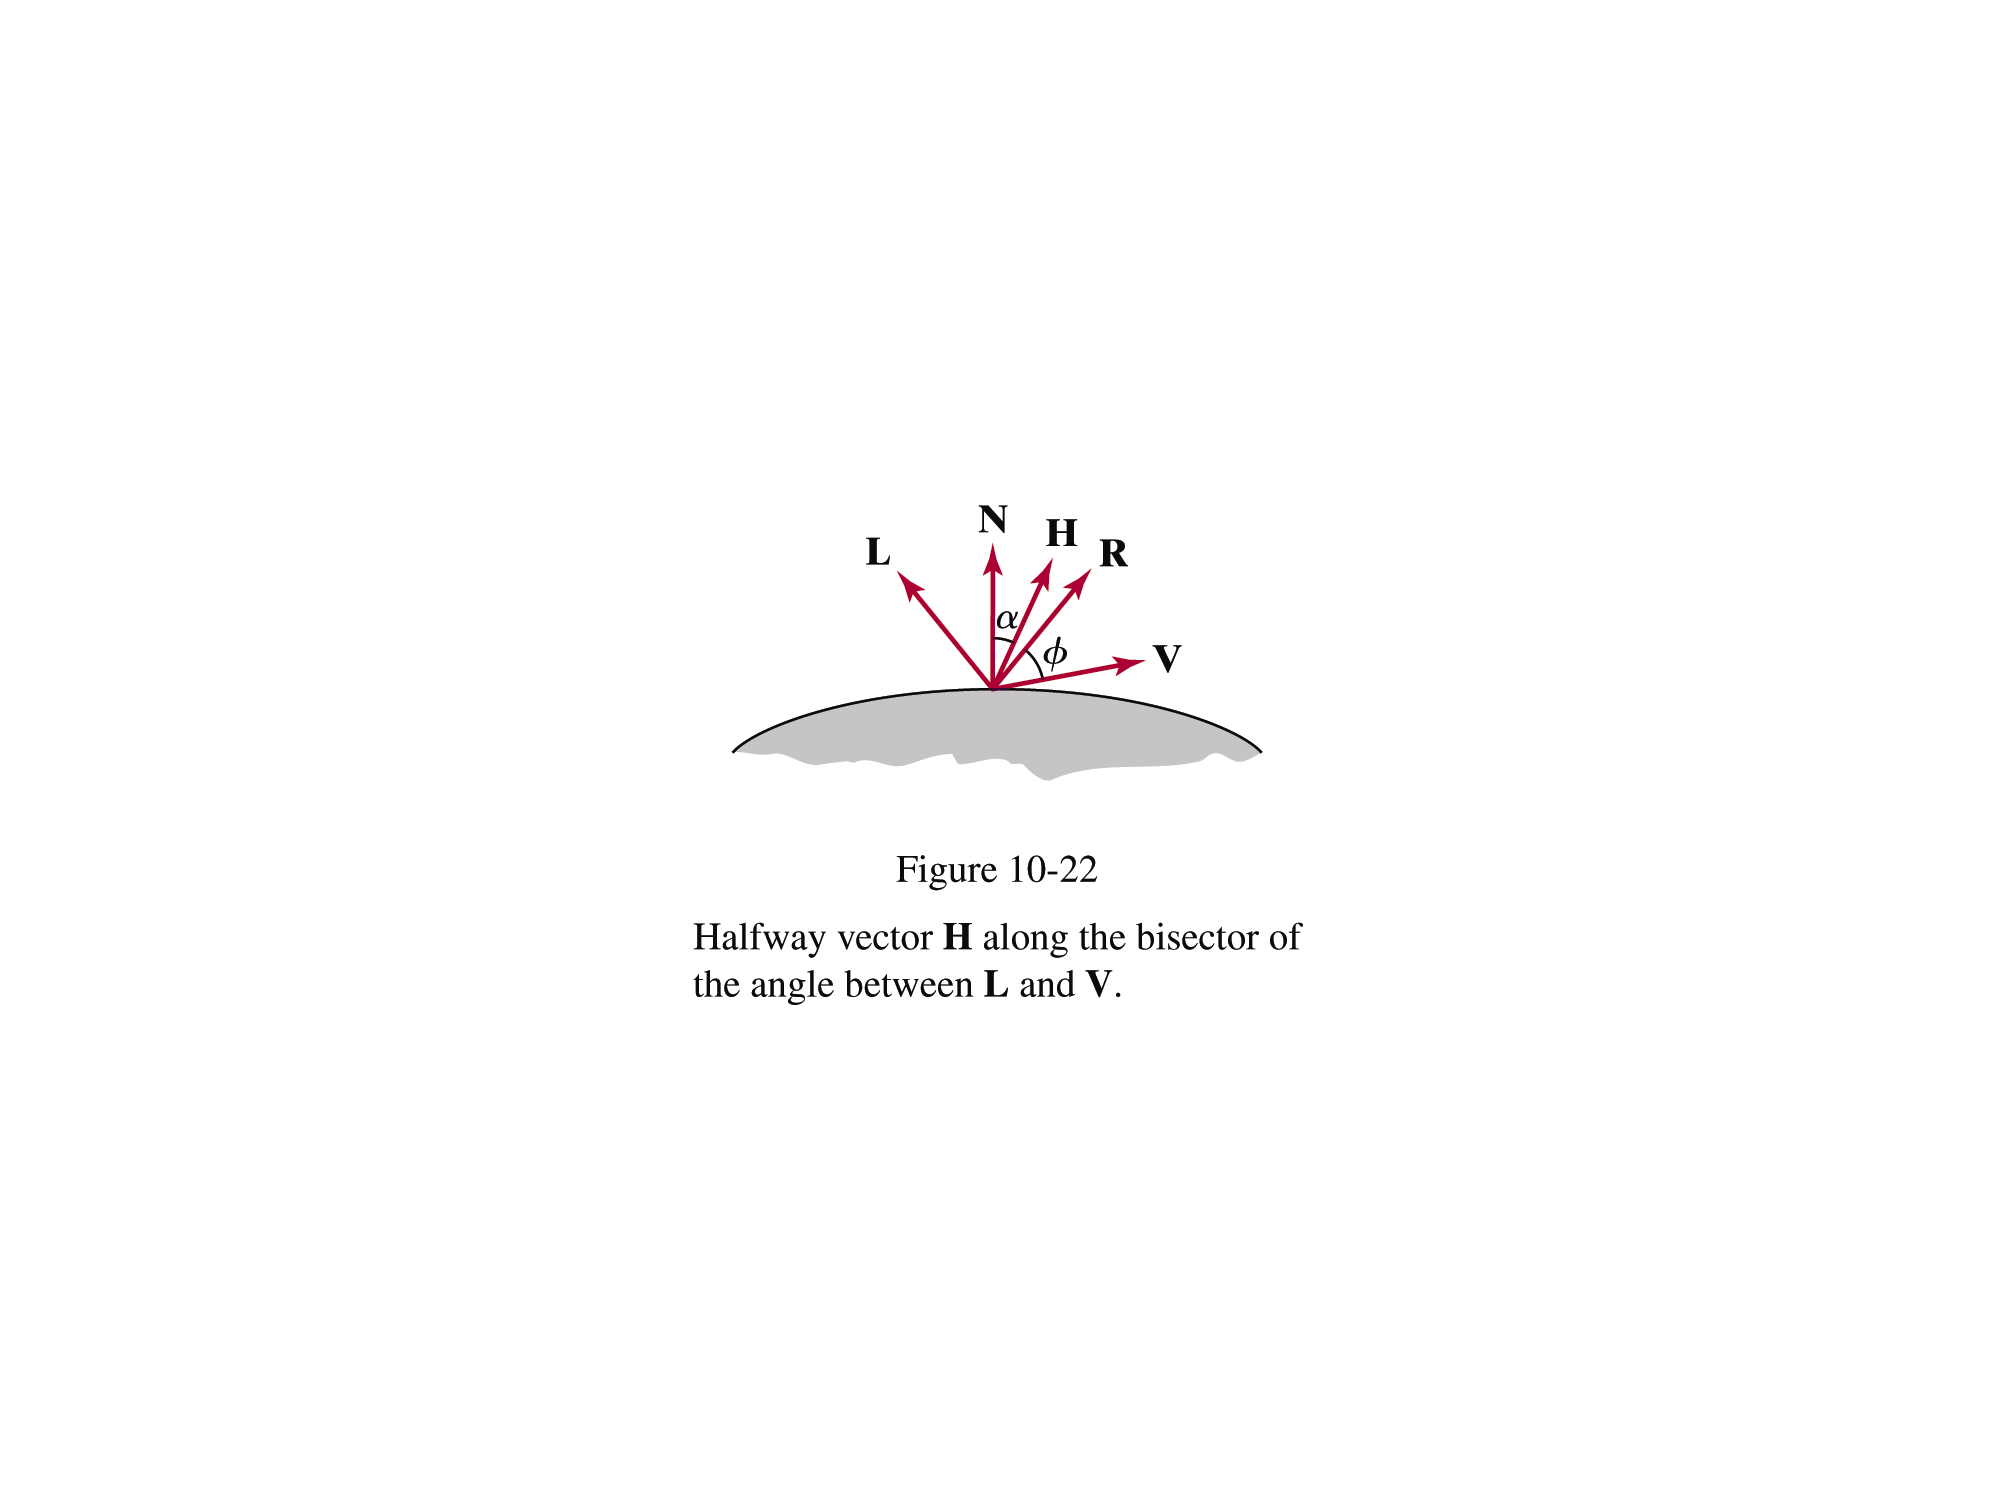 N
H
L
R
α
ϕ
V
Figure 10-22
Halfway vector H along the bisector of
the angle between L and V.